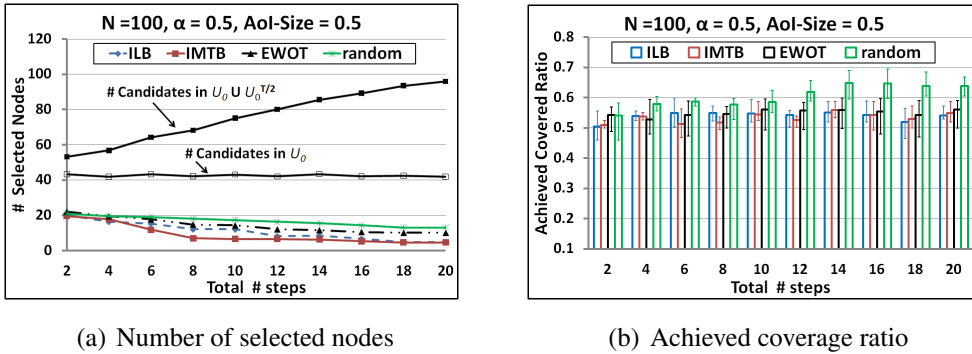 N =100, α = 0.5, AoI-Size = 0.5
ILB IMTB EWOT random
# Candidates in U₀ U U₀ᵀ/²
# Candidates in U₀
# Selected Nodes
120
100
80
60
40
20
0
2 4 6 8 10 12 14 16 18 20
Total # steps
(a) Number of selected nodes
N =100, α = 0.5, AoI-Size = 0.5
ILB IMTB EWOT random
Achieved Covered Ratio
0.8
0.7
0.6
0.5
0.4
0.3
0.2
0.1
2 4 6 8 10 12 14 16 18 20
Total # steps
(b) Achieved coverage ratio